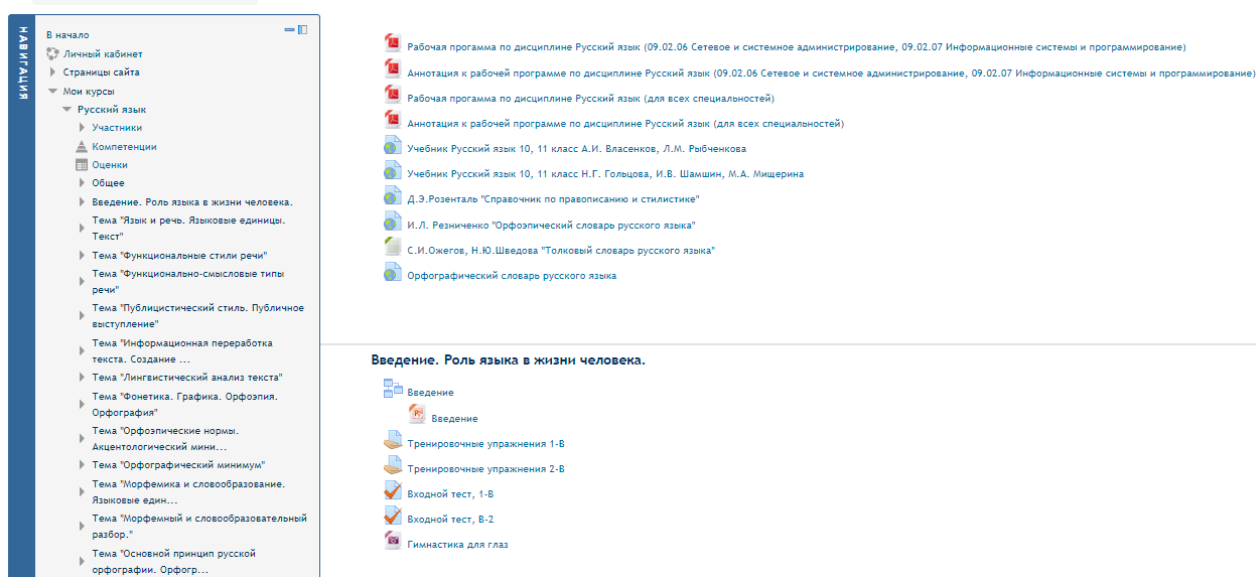 НАВИГАЦИЯ
В начало
Личный кабинет
Страницы сайта
Мои курсы
Русский язык
Участники
Компетенции
Оценки
Общее
Введение. Роль языка в жизни человека.
Тема "Язык и речь. Языковые единицы.
Текст"
Тема "Функциональные стили речи"
Тема "Функционально-смысловые типы
речи"
Тема "Публицистический стиль. Публичное
выступление"
Тема "Информационная переработка
текста. Создание ...
Тема "Лингвистический анализ текста"
Тема "Фонетика. Графика. Орфоэпия.
Орфография"
Тема "Орфоэпические нормы.
Акцентологический мини...
Тема "Орфографический минимум"
Тема "Морфемика и словообразование.
Языковые един...
Тема "Морфемный и словообразовательный
разбор."
Тема "Основной принцип русской
орфографии. Орфогр...
Рабочая прогамма по дисциплине Русский язык (09.02.06 Сетевое и системное администрирование, 09.02.07 Информационные системы и программирование)
Аннотация к рабочей программе по дисциплине Русский язык (09.02.06 Сетевое и системное администрирование, 09.02.07 Информационные системы и программирование)
Рабочая прогамма по дисциплине Русский язык (для всех специальностей)
Аннотация к рабочей программе по дисциплине Русский язык (для всех специальностей)
Учебник Русский язык 10, 11 класс А.И. Власенков, Л.М. Рыбченкова
Учебник Русский язык 10, 11 класс Н.Г. Гольцова, И.В. Шамшин, М.А. Мищерина
Д.Э.Розенталь "Справочник по правописанию и стилистике"
И.Л. Резниченко "Орфоэпический словарь русского языка"
С.И.Ожегов, Н.Ю.Шведова "Толковый словарь русского языка"
Орфографический словарь русского языка
Введение. Роль языка в жизни человека.
Введение
Введение
Тренировочные упражнения 1-В
Тренировочные упражнения 2-В
Входной тест, 1-В
Входной тест, В-2
Гимнастика для глаз